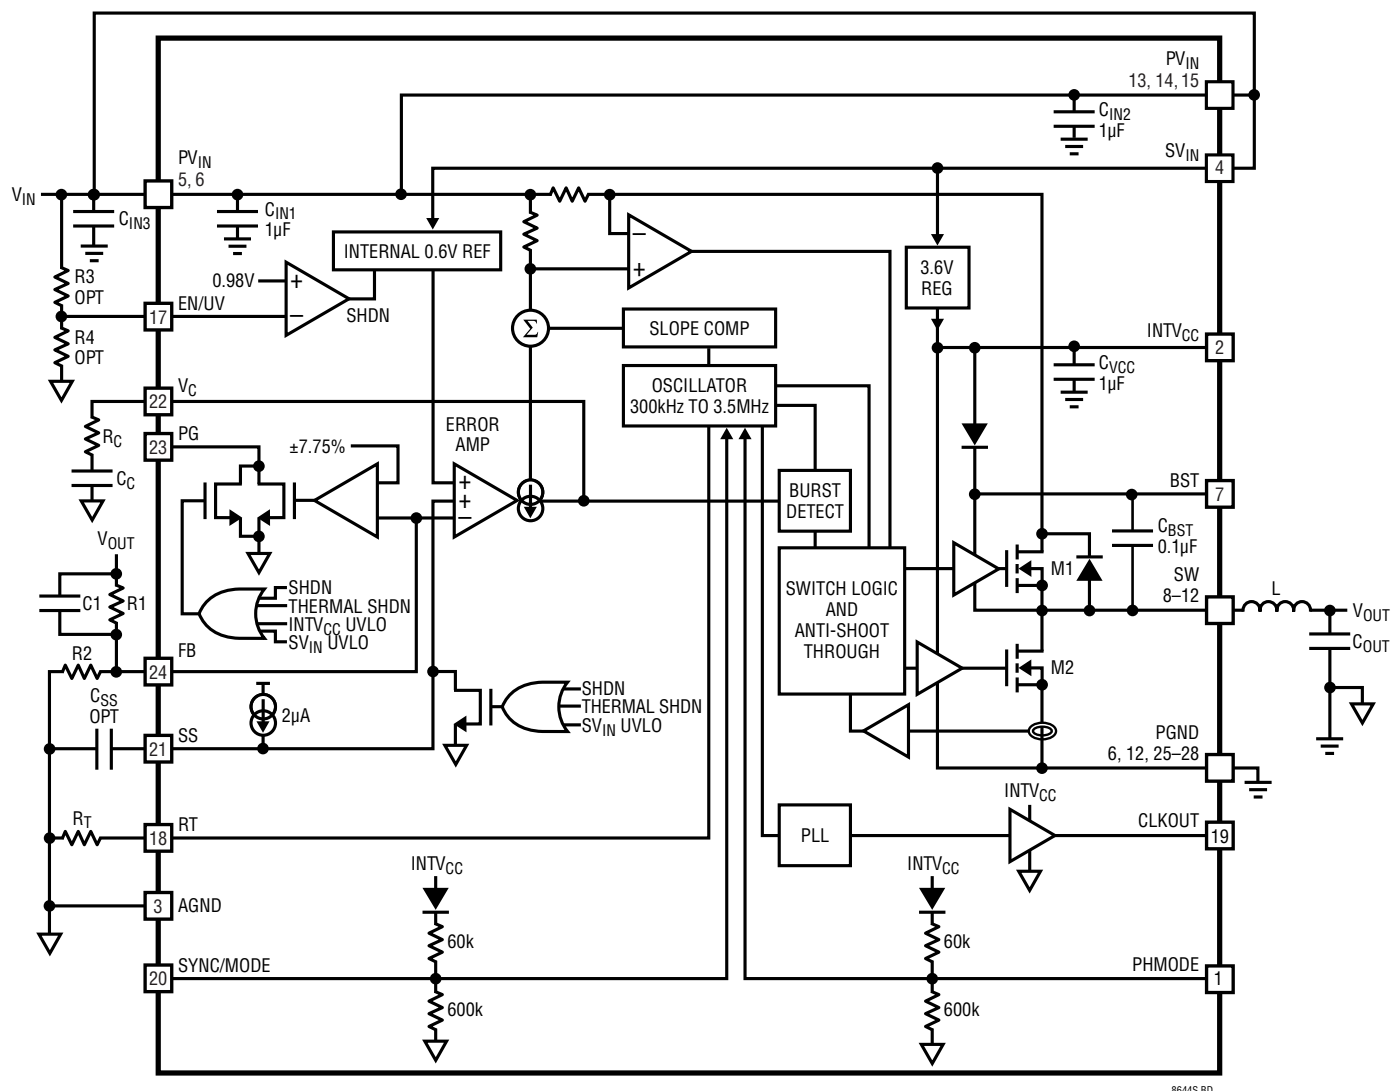 PVIN
13, 14, 15
CIN2
1µF
SVIN
4
PVIN
5, 6
VIN
CIN3
CIN1
1µF
INTERNAL 0.6V REF
−
+
3.6V
REG
R3
OPT
0.98V
+
−
SHDN
EN/UV
17
R4
OPT
Σ
SLOPE COMP
INTVCC
2
CVCC
1µF
OSCILLATOR
300kHz TO 3.5MHz
VC
22
RC
PG
23
CC
±7.75%
ERROR
AMP
+
+
−
BURST
DETECT
BST
7
CBST
0.1µF
VOUT
C1
R1
SHDN
THERMAL SHDN
INTVCC UVLO
SVIN UVLO
SWITCH LOGIC
AND
ANTI-SHOOT
THROUGH
M1
SW
8–12
L
VOUT
COUT
M2
R2
FB
24
CSS
OPT
2µA
SHDN
THERMAL SHDN
SVIN UVLO
SS
21
PGND
6, 12, 25–28
RT
RT
18
PLL
INTVCC
CLKOUT
19
AGND
3
INTVCC
60k
INTVCC
60k
SYNC/MODE
20
600k
600k
PHMODE
1
8644S BD